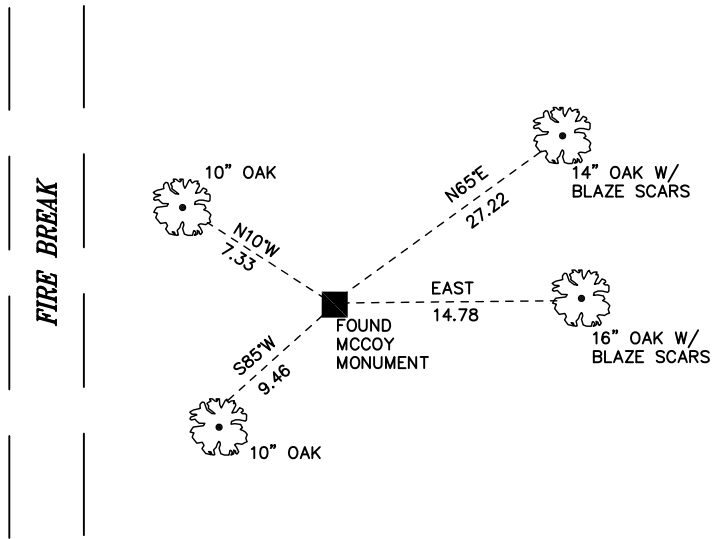 FIRE BREAK
10" OAK
N10°W
7.33
N65°E
27.22
14" OAK W/
BLAZE SCARS
EAST
14.78
FOUND
MCCOY
MONUMENT
16" OAK W/
BLAZE SCARS
S85°W
9.46
10" OAK